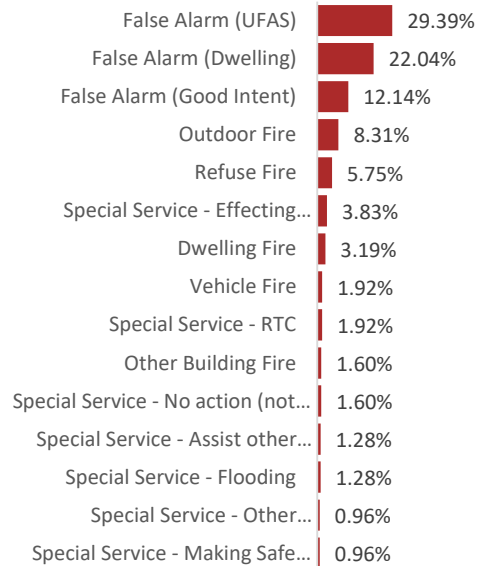 False Alarm (UFAS) 29.39%
False Alarm (Dwelling) 22.04%
False Alarm (Good Intent) 12.14%
Outdoor Fire 8.31%
Refuse Fire 5.75%
Special Service - Effecting... 3.83%
Dwelling Fire 3.19%
Vehicle Fire 1.92%
Special Service - RTC 1.92%
Other Building Fire 1.60%
Special Service - No action (not... 1.60%
Special Service - Assist other... 1.28%
Special Service - Flooding 1.28%
Special Service - Other... 0.96%
Special Service - Making Safe... 0.96%